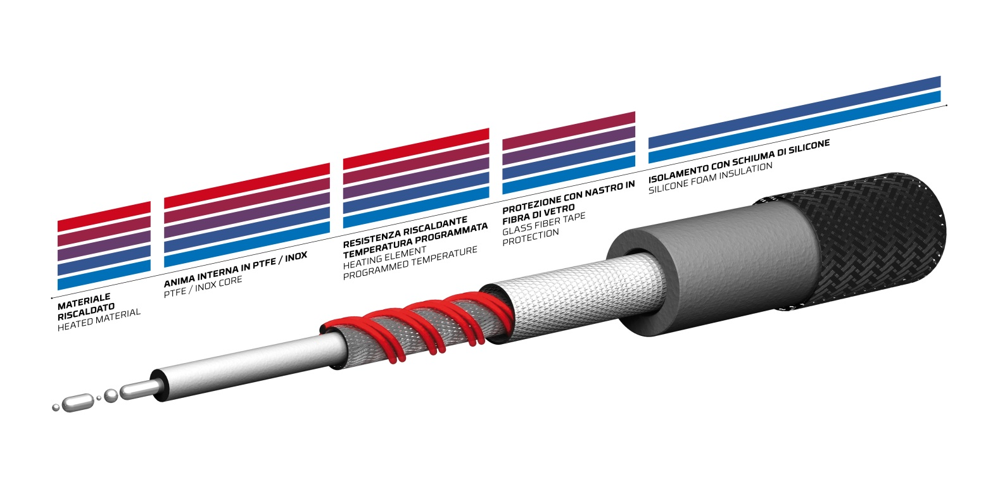 MATERIALE
RISCALDATO
HEATED MATERIAL
ANIMA INTERNA IN PTFE / INOX
PTFE / INOX CORE
RESISTENZA RISCALDANTE
TEMPERATURA PROGRAMMATA
HEATING ELEMENT
PROGRAMMED TEMPERATURE
PROTEZIONE CON NASTRO IN
FIBRA DI VETRO
GLASS FIBER TAPE
PROTECTION
ISOLAMENTO CON SCHIUMA DI SILICONE
SILICONE FOAM INSULATION